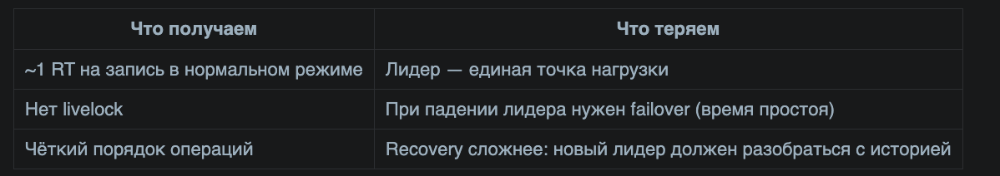 Что получаем
Что теряем
~1 RT на запись в нормальном режиме
Лидер — единая точка нагрузки
Нет livelock
При падении лидера нужен failover (время простоя)
Чёткий порядок операций
Recovery сложнее: новый лидер должен разобраться с историей